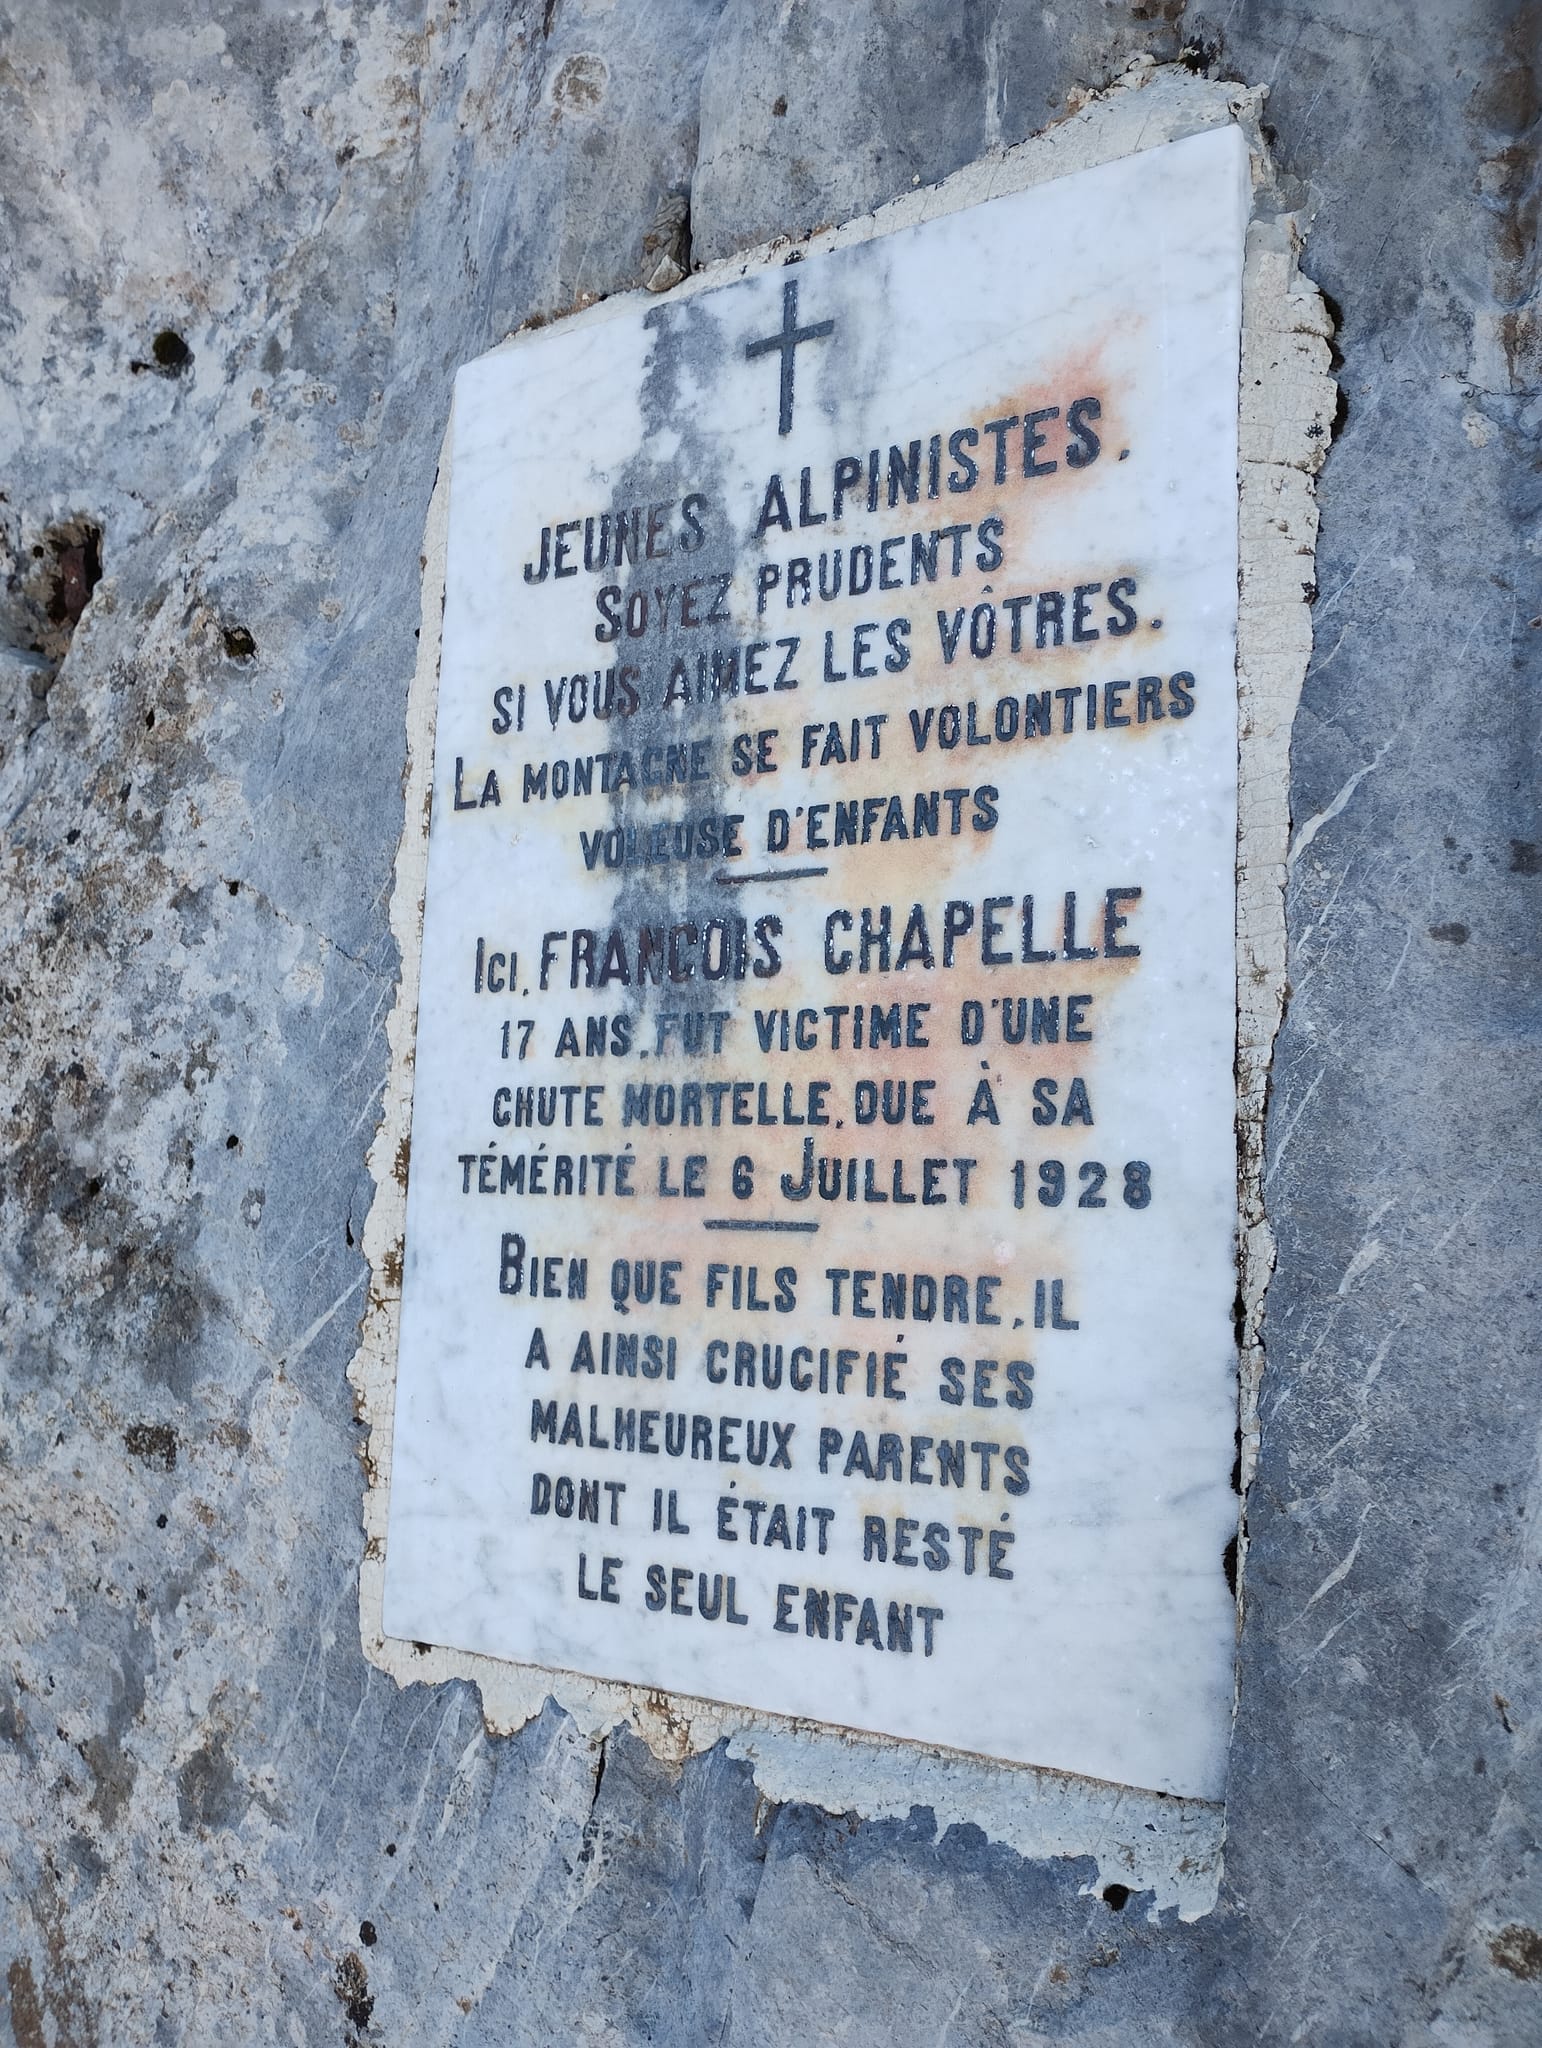 JEUNES ALPINISTES.
SOYEZ PRUDENTS
SI VOUS AIMEZ LES VÔTRES.
LA MONTAGNE SE FAIT VOLONTIERS
VOLEUSE D'ENFANTS
ICI, FRANÇOIS CHAPELLE
17 ANS, FUT VICTIME D'UNE
CHUTE MORTELLE, DUE À SA
TÉMÉRITÉ LE 6 JUILLET 1928
BIEN QUE FILS TENDRE, IL
A AINSI CRUCIFIÉ SES
MALHEUREUX PARENTS
DONT IL ÉTAIT RESTÉ
LE SEUL ENFANT